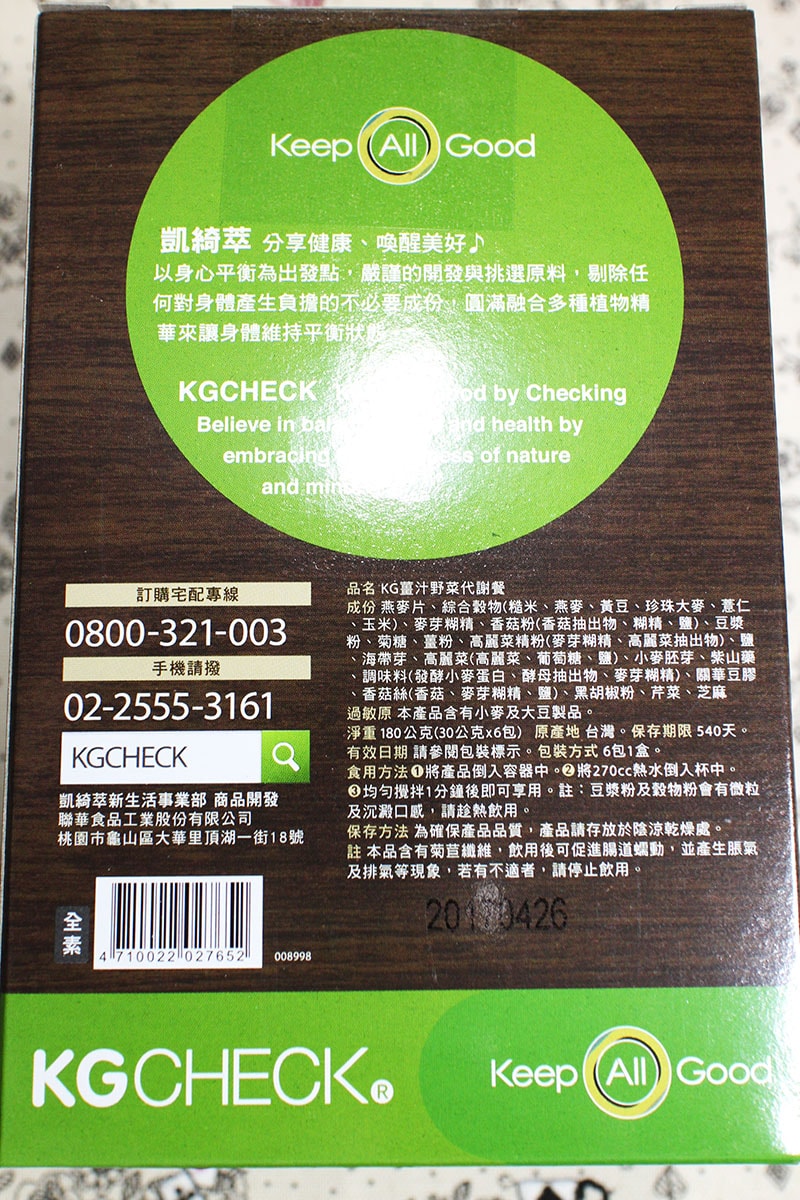 Keep All Good
凱綺萃 分享健康、喚醒美好♪
以身心平衡為出發點，嚴謹的開發與挑選原料，剔除任
何對身體產生負擔的不必要成份，圓滿融合多種植物精
華來讓身體維持平衡狀
KGCHECK by Checking
Believe in and health by
embracing of nature
and
訂購宅配專線
0800-321-003
手機請撥
02-2555-3161
KGCHECK
凱綺萃新生活事業部 商品開發
聯華食品工業股份有限公司
桃園市龜山區大華里頂湖一街18號
全素
4 710022 027652
008998
品名 KG薑汁野菜代謝餐
成份 燕麥片、綜合穀物(糙米、燕麥、黃豆、珍珠大麥、薏仁
、玉米)、麥芽糊精、香菇粉(香菇抽出物、糊精、鹽)、豆漿
粉、菊糖、薑粉、高麗菜精粉(麥芽糊精、高麗菜抽出物)、鹽
、海帶芽、高麗菜(高麗菜、葡萄糖、鹽)、小麥胚芽、紫山藥
、調味料(發酵小麥蛋白、酵母抽出物、麥芽糊精)、關華豆膠
、香菇絲(香菇、麥芽糊精、鹽)、黑胡椒粉、芹菜、芝麻
過敏原 本產品含有小麥及大豆製品。
淨重 180公克(30公克x6包) 原產地 台灣。保存期限 540天。
有效日期 請參閱包裝標示。包裝方式 6包1盒。
食用方法 ❶將產品倒入容器中。❷將270cc熱水倒入杯中。
❸均勻攪拌1分鐘後即可享用。註：豆漿粉及穀物粉會有微粒
及沉澱口感，請趁熱飲用。
保存方法 為確保產品品質，產品請存放於陰涼乾燥處。
註 本品含有菊苣纖維，飲用後可促進腸道蠕動，並產生脹氣
及排氣等現象，若有不適者，請停止飲用。
20170426
KGCHECK®
Keep All Good